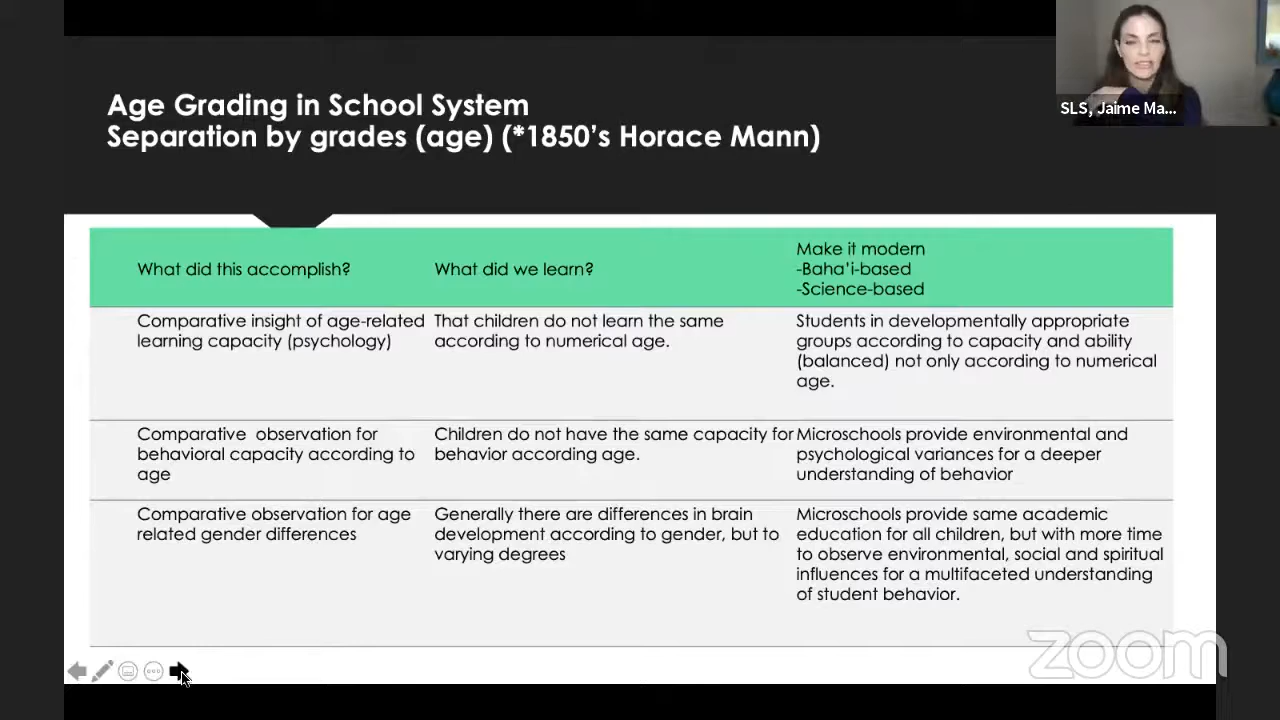 Age Grading in School System
Separation by grades (age) (*1850’s Horace Mann)
SLS, Jaime Ma...
What did this accomplish?
What did we learn?
Make it modern
-Baha’i-based
-Science-based
Comparative insight of age-related
learning capacity (psychology)
That children do not learn the same
according to numerical age.
Students in developmentally appropriate
groups according to capacity and ability
(balanced) not only according to numerical
age.
Comparative  observation for
behavioral capacity according to
age
Children do not have the same capacity for
behavior according age.
Microschools provide environmental and
psychological variances for a deeper
understanding of behavior
Comparative observation for age
related gender differences
Generally there are differences in brain
development according to gender, but to
varying degrees
Microschools provide same academic
education for all children, but with more time
to observe environmental, social and spiritual
influences for a multifaceted understanding
of student behavior.
zoom